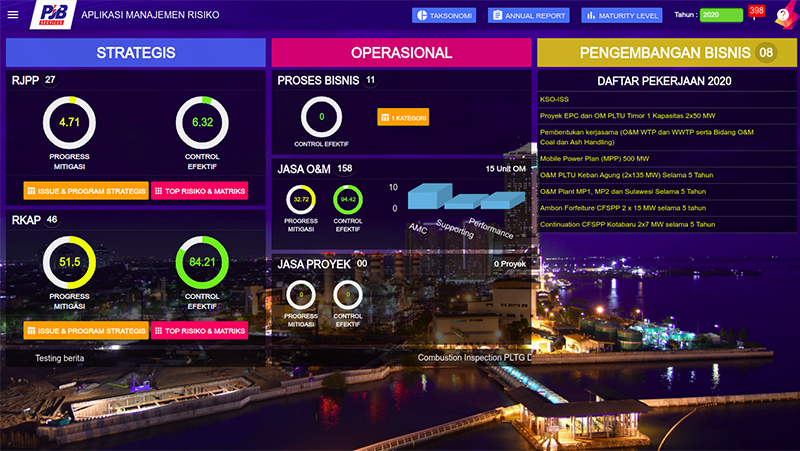 PJB
SERVICES
APLIKASI MANAJEMEN RISIKO
TAKSONOMI
ANNUAL REPORT
MATURITY LEVEL
Tahun :
2020
398
?
STRATEGIS
RJPP 27
4.71
6.32
PROGRESS
MITIGASI
CONTROL
EFEKTIF
ISSUE & PROGRAM STRATEGIS
TOP RISIKO & MATRIKS
RKAP 46
51.5
84.21
PROGRESS
MITIGASI
CONTROL
EFEKTIF
ISSUE & PROGRAM STRATEGIS
TOP RISIKO & MATRIKS
OPERASIONAL
PROSES BISNIS 11
0
CONTROL EFEKTIF
1 KATEGORI
JASA O&M 158
15 Unit OM
32.72
94.42
PROGRESS
MITIGASI
CONTROL
EFEKTIF
10
0
AMC
Supporting
Performance
JASA PROYEK 00
0 Proyek
0
0
PROGRESS
MITIGASI
CONTROL
EFEKTIF
PENGEMBANGAN BISNIS 08
DAFTAR PEKERJAAN 2020
KSO-ISS
Proyek EPC dan OM PLTU Timor 1 Kapasitas 2x50 MW
Pembentukan kerjasama (O&M WTP dan WWTP serta Bidang O&M
Coal dan Ash Handling)
Mobile Power Plan (MPP) 500 MW
O&M PLTU Keban Agung (2x135 MW) Selama 5 Tahun
O&M Plant MP1, MP2 dan Sulawesi Selama 5 Tahun
Ambon Forfeiture CFSPP 2 x 15 MW selama 5 tahun
Continuation CFSPP Kotabaru 2x7 MW selama 5 Tahun
Testing berita
Combustion Inspection PLTG D